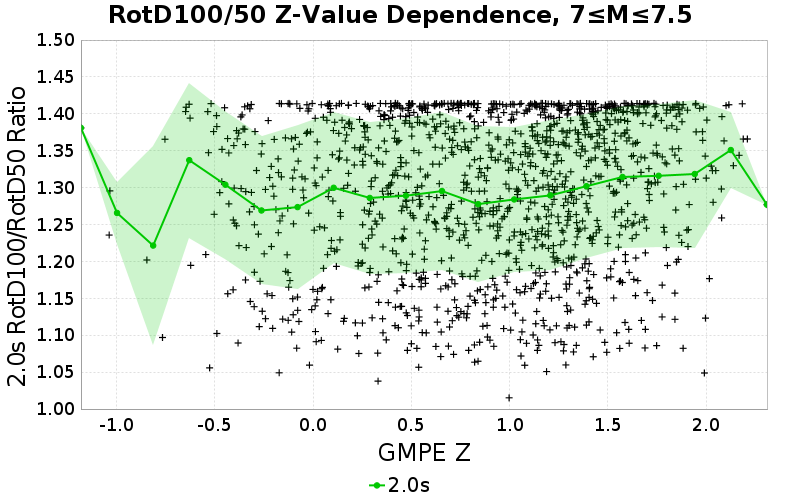 RotD100/50 Z-Value Dependence, 7≤M≤7.5
2.0s RotD100/RotD50 Ratio
1.50
1.45
1.40
1.35
1.30
1.25
1.20
1.15
1.10
1.05
1.00
-1.0 -0.5 0.0 0.5 1.0 1.5 2.0
GMPE Z
2.0s